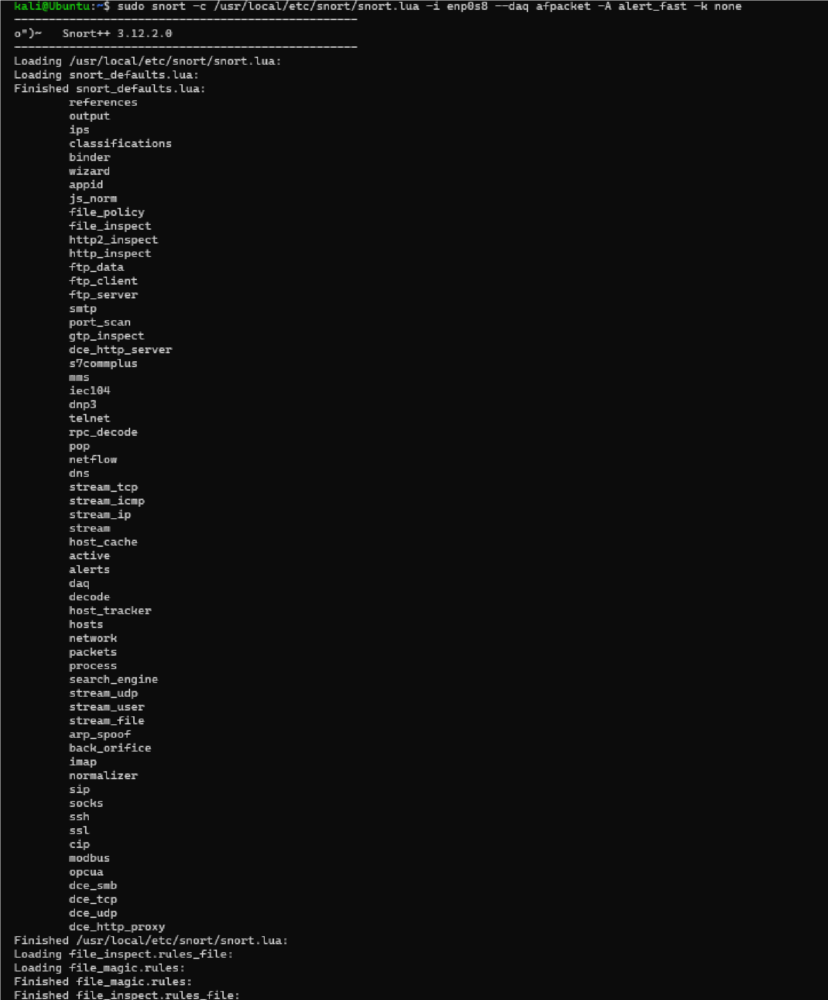 kali@Ubuntu:~$ sudo snort -c /usr/local/etc/snort/snort.lua -i enp0s8 --daq afpacket -A alert_fast -k none
--------------------------------------------------
o")~   Snort++ 3.12.2.0
--------------------------------------------------
Loading /usr/local/etc/snort/snort.lua:
Loading snort_defaults.lua:
Finished snort_defaults.lua:
        references
        output
        ips
        classifications
        binder
        wizard
        appid
        js_norm
        file_policy
        file_inspect
        http2_inspect
        http_inspect
        ftp_data
        ftp_client
        ftp_server
        smtp
        port_scan
        gtp_inspect
        dce_http_server
        s7commplus
        mms
        iec104
        dnp3
        telnet
        rpc_decode
        pop
        netflow
        dns
        stream_tcp
        stream_icmp
        stream_ip
        stream
        host_cache
        active
        alerts
        daq
        decode
        host_tracker
        hosts
        network
        packets
        process
        search_engine
        stream_udp
        stream_user
        stream_file
        arp_spoof
        back_orifice
        imap
        normalizer
        sip
        socks
        ssh
        ssl
        cip
        modbus
        opcua
        dce_smb
        dce_tcp
        dce_udp
        dce_http_proxy
Finished /usr/local/etc/snort/snort.lua:
Loading file_inspect.rules_file:
Loading file_magic.rules:
Finished file_magic.rules:
Finished file_inspect.rules_file: